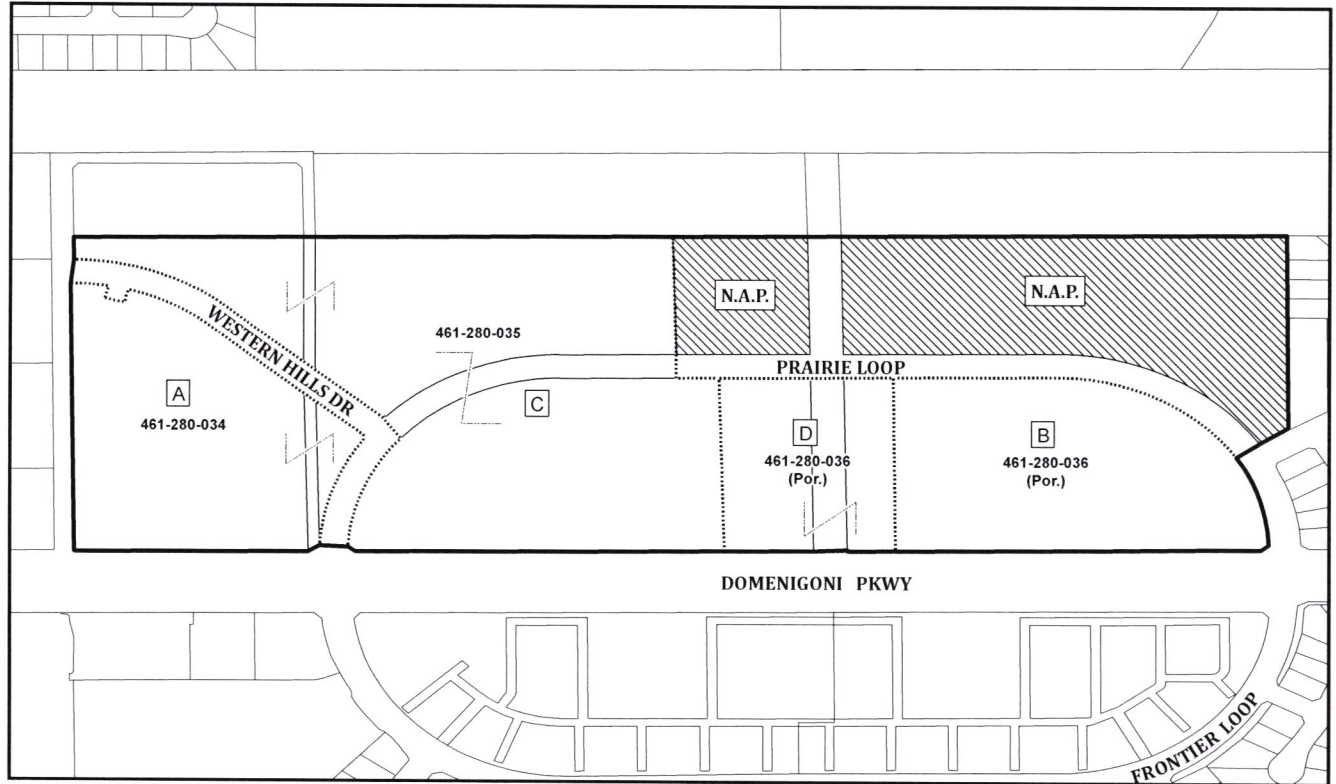 N.A.P.
N.A.P.
WESTERN HILLS DR
461-280-035
PRAIRIE LOOP
A
461-280-034
C
D
461-280-036
(Por.)
B
461-280-036
(Por.)
DOMENIGONI PKWY
FRONTIER LOOP